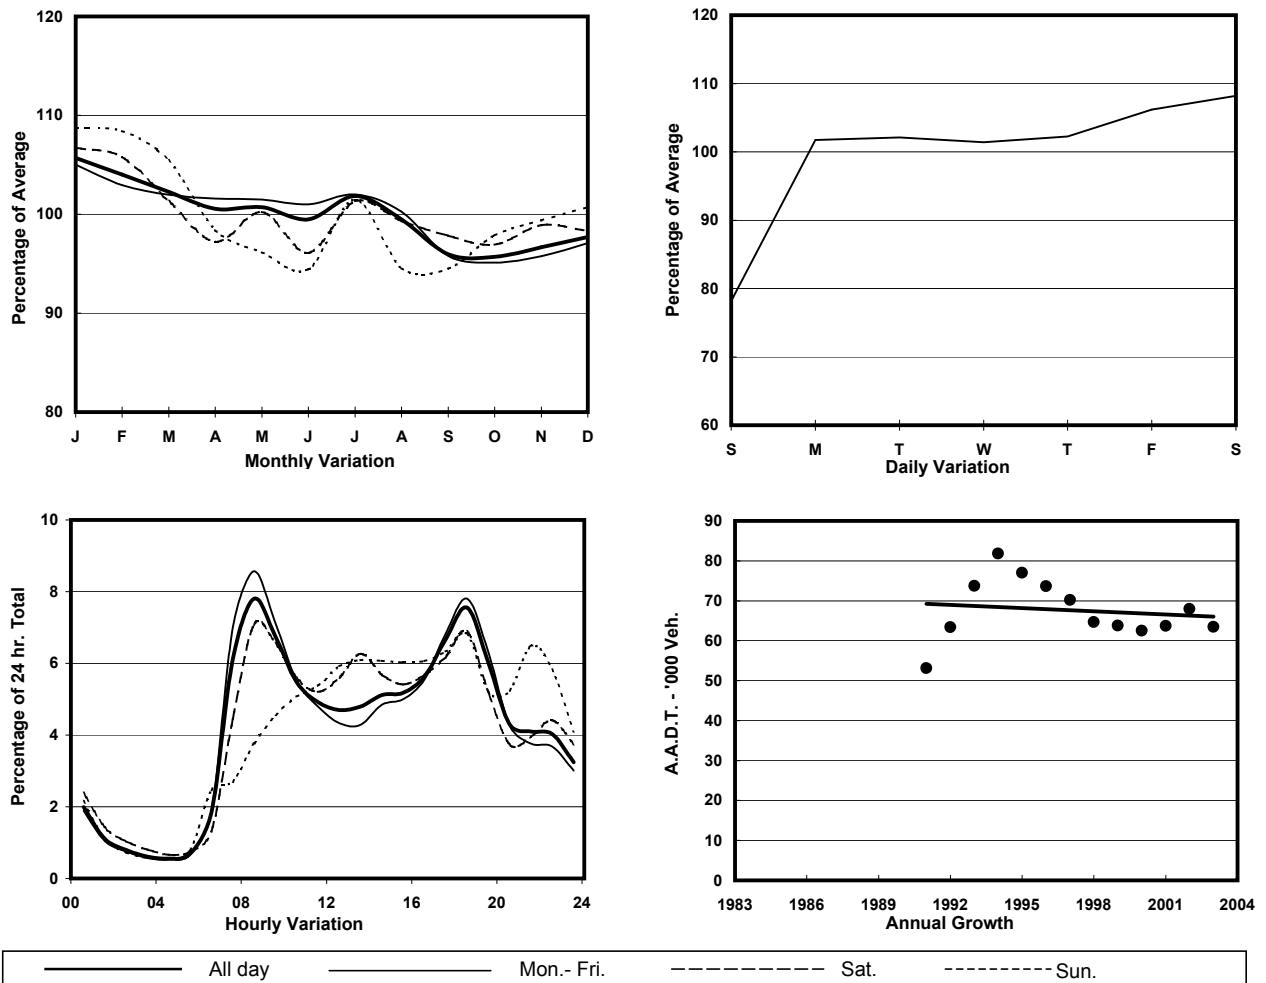 120
110
100
90
80
Percentage of Average
J F M A M J J A S O N D
Monthly Variation
120
110
100
90
80
70
60
Percentage of Average
S M T W T F S
Daily Variation
10
8
6
4
2
0
Percentage of 24 hr. Total
00 04 08 12 16 20 24
Hourly Variation
90
80
70
60
50
40
30
20
10
0
A.A.D.T. - '000 Veh.
1983 1986 1989 1992 1995 1998 2001 2004
Annual Growth
All day Mon.- Fri. Sat. Sun.